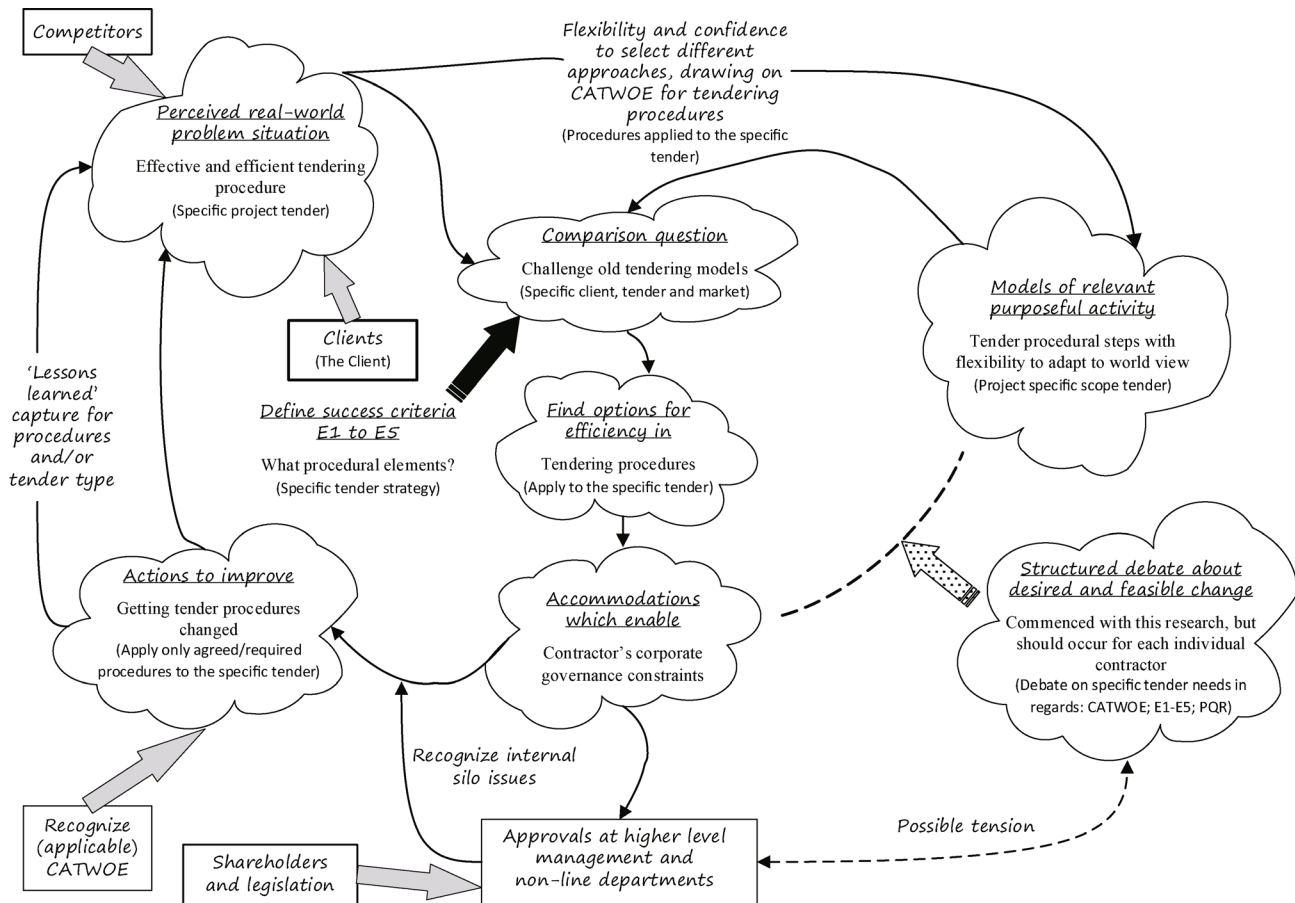 Competitors
Perceived real-world
problem situation
Effective and efficient tendering
procedure
(Specific project tender)
Flexibility and confidence
to select different
approaches, drawing on
CATWOE for tendering
procedures
(Procedures applied to the specific
tender)
Comparison question
Challenge old tendering models
(Specific client, tender and market)
Models of relevant
purposeful activity
Tender procedural steps with
flexibility to adapt to world view
(Project specific scope tender)
Clients
(The Client)
‘Lessons
learned’
capture for
procedures
and/or
tender type
Define success criteria
E1 to E5
What procedural elements?
(Specific tender strategy)
Find options for
efficiency in
Tendering procedures
(Apply to the specific tender)
Actions to improve
Getting tender procedures
changed
(Apply only agreed/required
procedures to the specific tender)
Accommodations
which enable
Contractor’s corporate
governance constraints
Structured debate about
desired and feasible change
Commenced with this research, but
should occur for each individual
contractor
(Debate on specific tender needs in
regards: CATWOE; E1-E5; PQR)
Recognize internal
silo issues
Recognize
(applicable)
CATWOE
Shareholders
and legislation
Approvals at higher level
management and
non-line departments
Possible tension